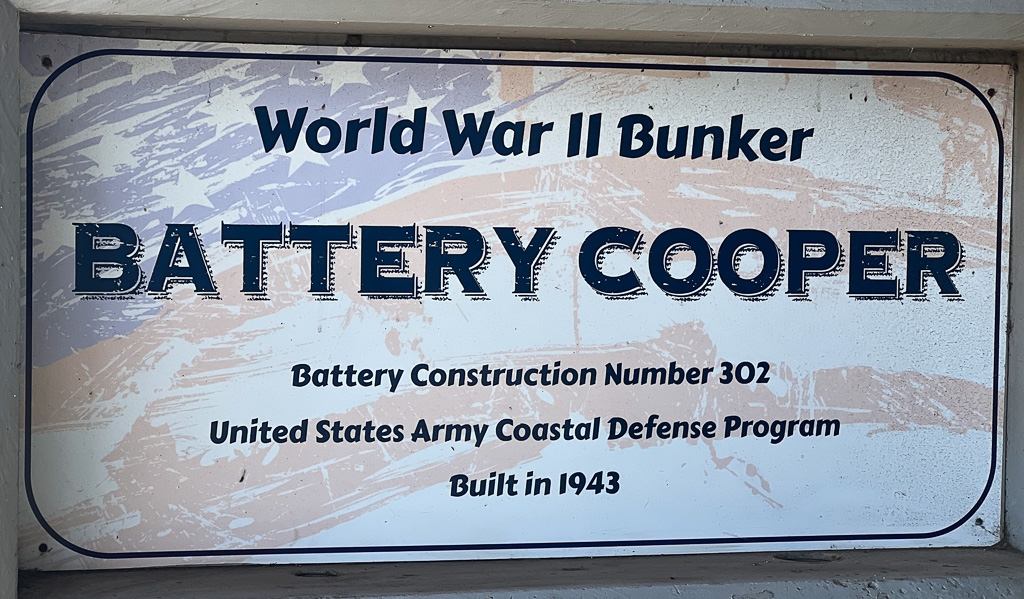 World War II Bunker
BATTERY COOPER
Battery Construction Number 302
United States Army Coastal Defense Program
Built in 1943